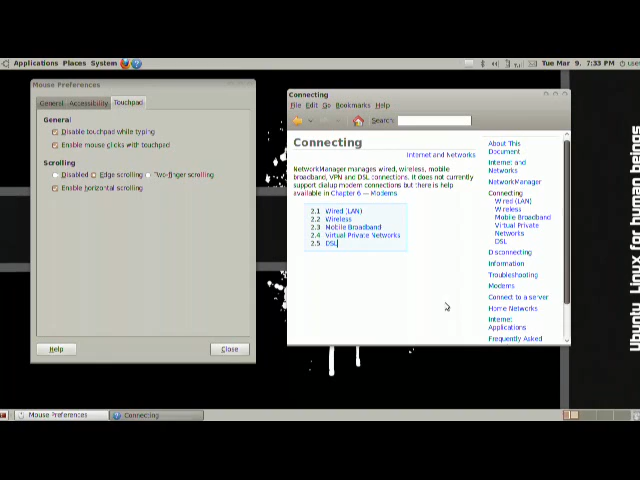 Applications Places System
Tue Mar 9, 7:33 PM
Mouse Preferences
General Accessibility Touchpad
General
Disable touchpad while typing
Enable mouse clicks with touchpad
Scrolling
Disabled Edge scrolling Two-finger scrolling
Enable horizontal scrolling
Help Close
Connecting
File Edit Go Bookmarks Help
Search:
Connecting
Internet and Networks
NetworkManager manages wired, wireless, mobile
broadband, VPN and DSL connections. It does not currently
support dialup modem connections but there is help
available in Chapter 6 — Modems
2.1 Wired (LAN)
2.2 Wireless
2.3 Mobile Broadband
2.4 Virtual Private Networks
2.5 DSL
About This
Document
Internet and
Networks
NetworkManager
Connecting
Wired (LAN)
Wireless
Mobile Broadband
Virtual Private
Networks
DSL
Disconnecting
Information
Troubleshooting
Modems
Connect to a server
Home Networks
Internet
Applications
Frequently Asked
Ubuntu, Linux for human beings
Mouse Preferences
Connecting